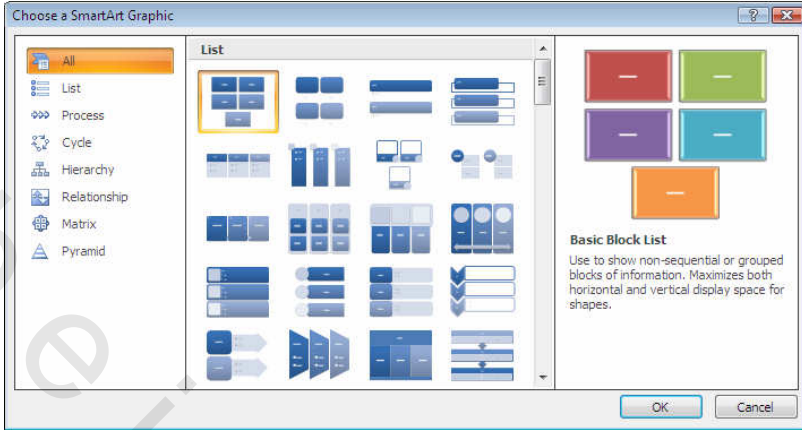 Choose a SmartArt Graphic
All
List
Process
Cycle
Hierarchy
Relationship
Matrix
Pyramid
List
Basic Block List
Use to show non-sequential or grouped
blocks of information. Maximizes both
horizontal and vertical display space for
shapes.
OK
Cancel